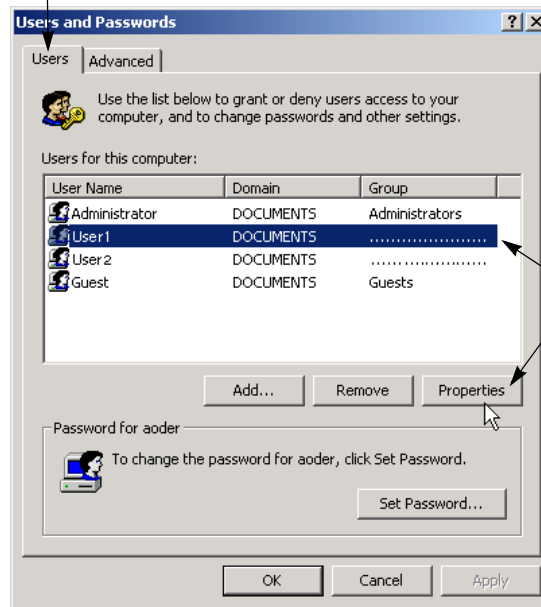 Users and Passwords
Users Advanced
Use the list below to grant or deny users access to your
computer, and to change passwords and other settings.
Users for this computer:
User Name Domain Group
Administrator DOCUMENTS Administrators
User1 DOCUMENTS ......................
User2 DOCUMENTS ......................
Guest DOCUMENTS Guests
Add... Remove Properties
Password for aoder
To change the password for aoder, click Set Password.
Set Password...
OK Cancel Apply